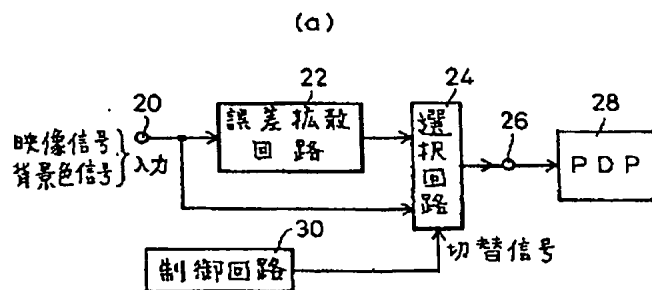 (a)
20
22
24
26
28
映像信号
背景色信号
入力
誤差拡散
回路
選択回路
PDP
30
制御回路
切替信号